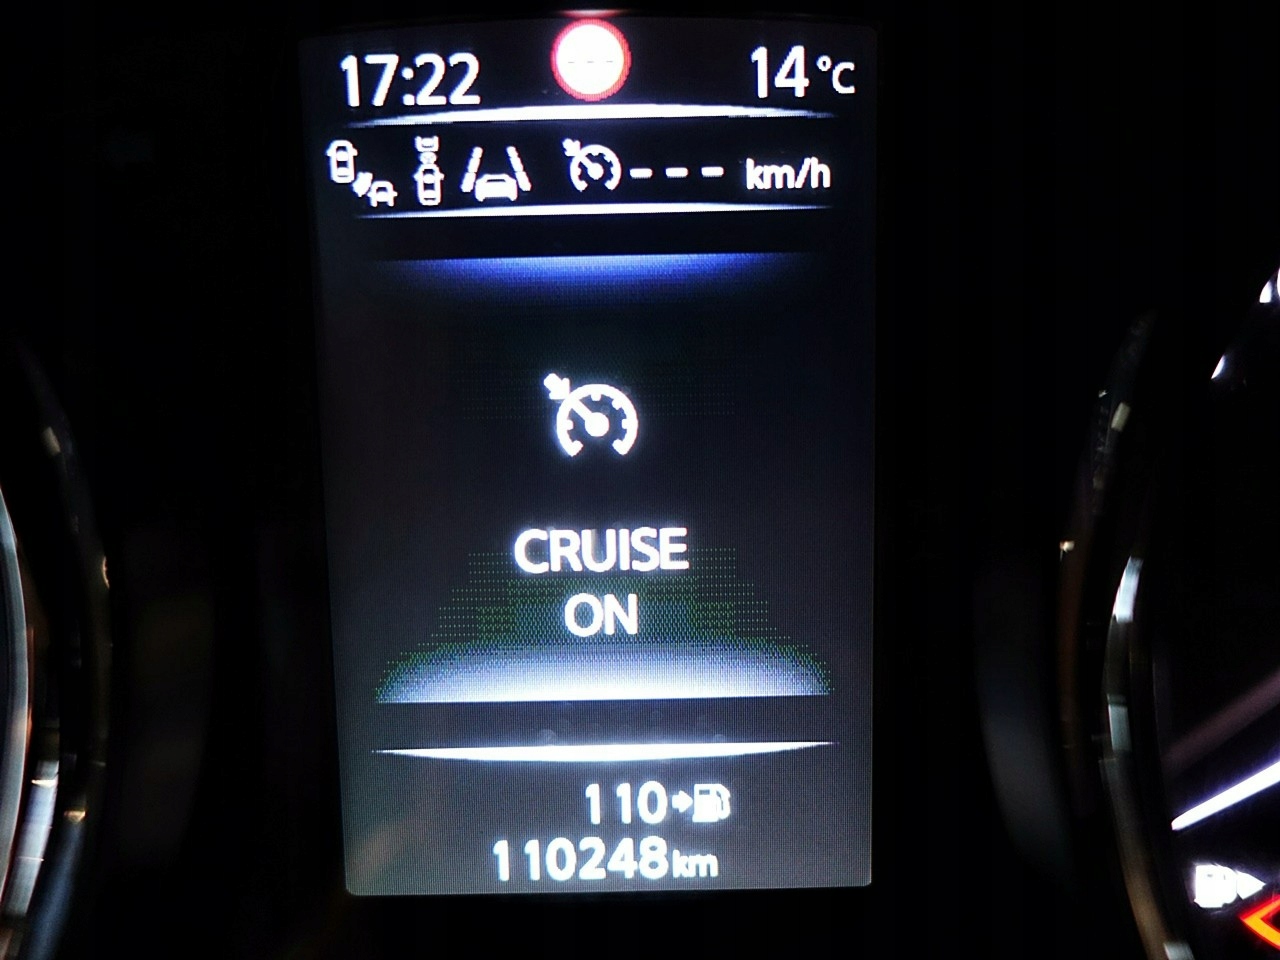 17:22 --- 14°C
--- km/h
CRUISE
ON
110
110248km